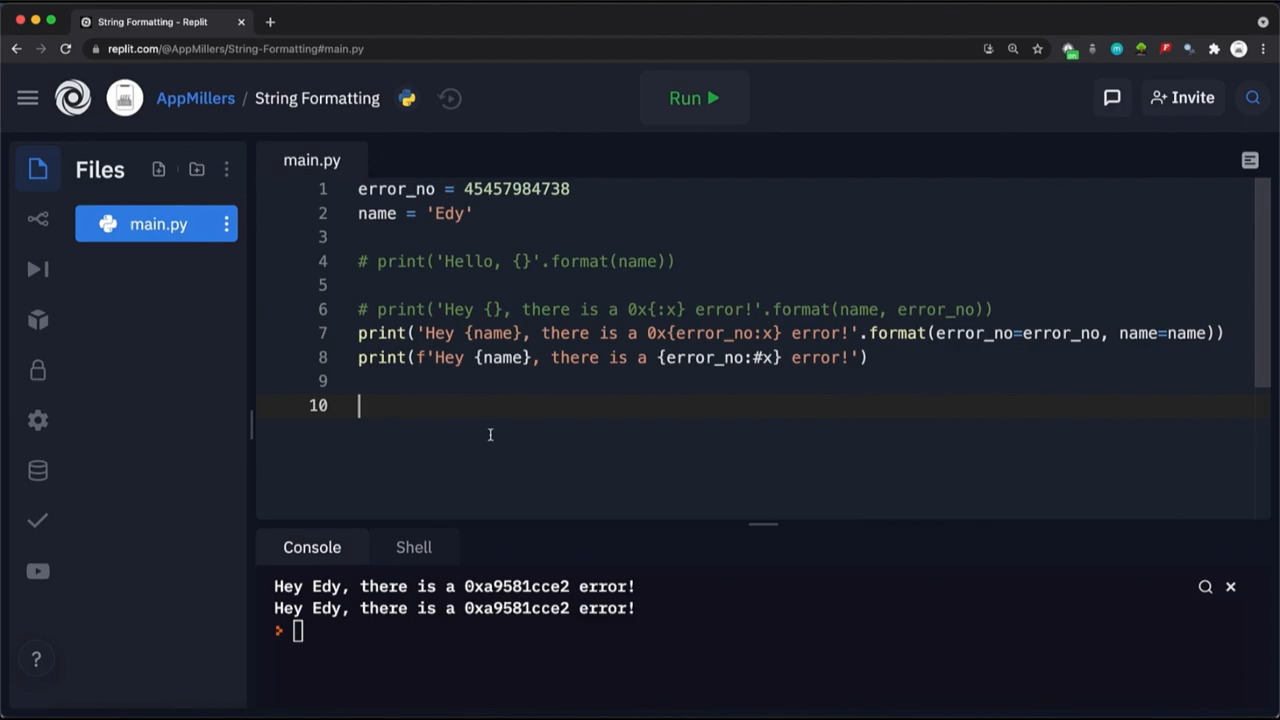 String Formatting - Replit
replit.com/@AppMillers/String-Formatting#main.py
AppMillers / String Formatting
Run
Invite
Files
main.py
main.py
1 error_no = 45457984738
2 name = 'Edy'
3
4 # print('Hello, {}'.format(name))
5
6 # print('Hey {}, there is a 0x{:x} error!'.format(name, error_no))
7 print('Hey {name}, there is a 0x{error_no:x} error!'.format(error_no=error_no, name=name))
8 print(f'Hey {name}, there is a {error_no:#x} error!')
9
10
Console Shell
Hey Edy, there is a 0xa9581cce2 error!
Hey Edy, there is a 0xa9581cce2 error!